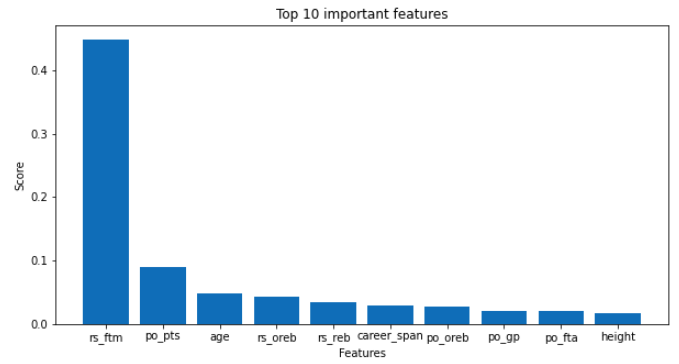 Top 10 important features
Score
0.4
0.3
0.2
0.1
0.0
rs_ftm po_pts age rs_oreb rs_reb career_span po_oreb po_gp po_fta height
Features